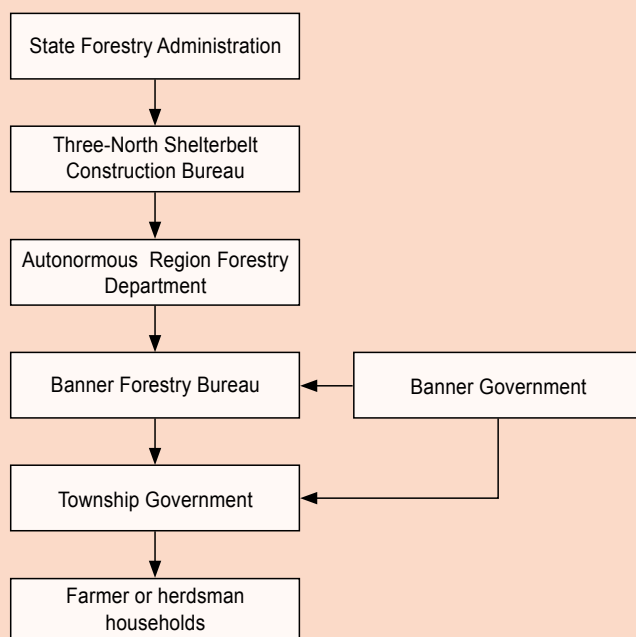 State Forestry Administration
Three-North Shelterbelt
Construction Bureau
Autonormous Region Forestry
Department
Banner Forestry Bureau
Banner Government
Township Government
Farmer or herdsman
households